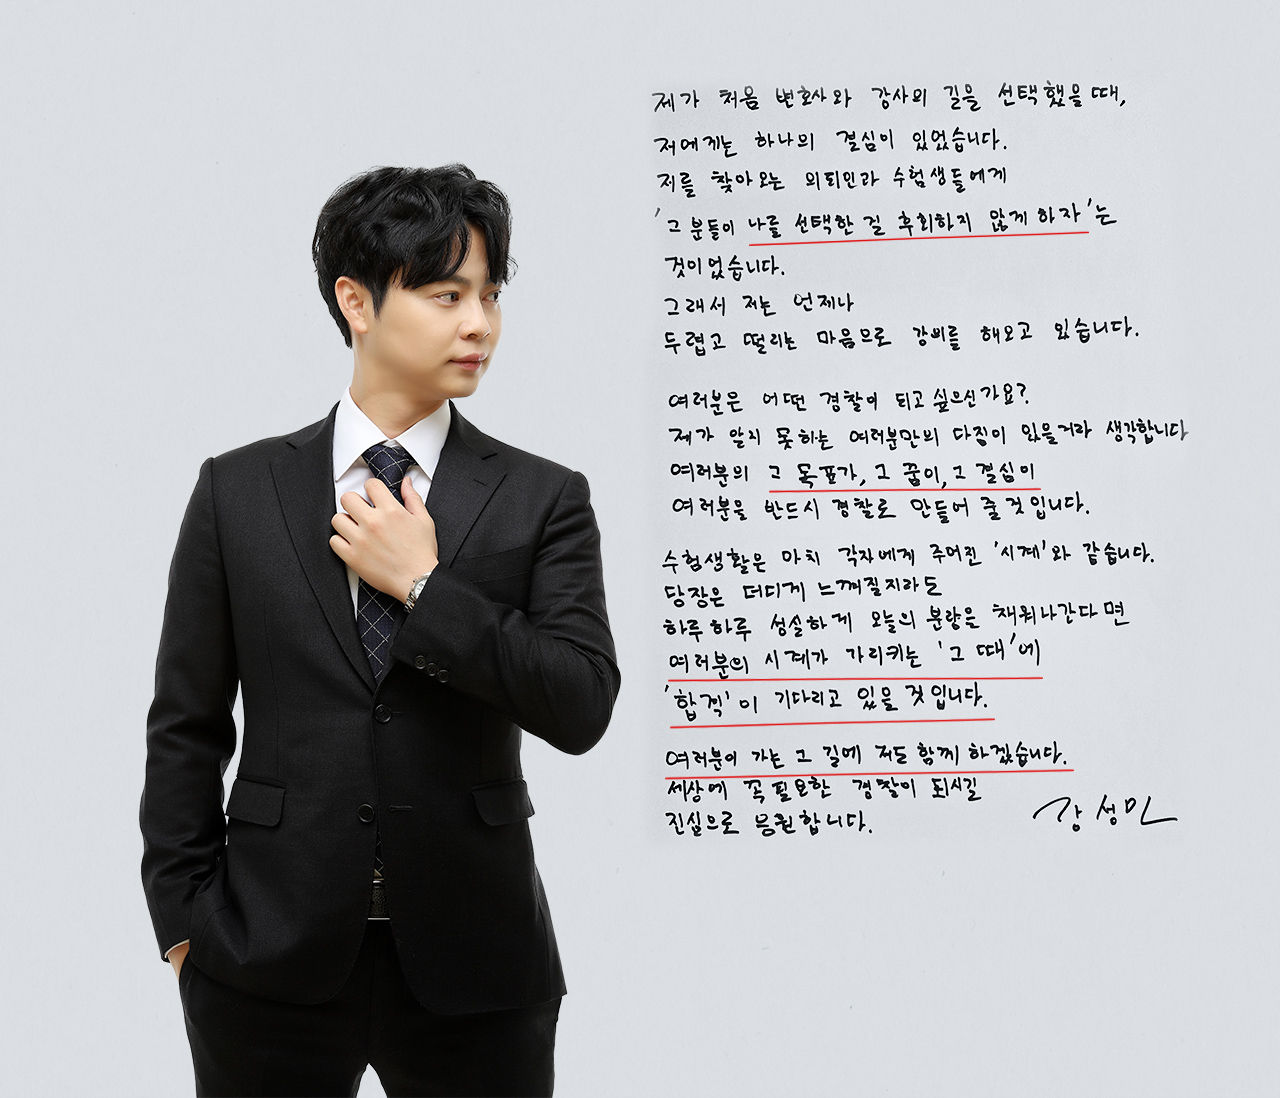 제가 처음 변호사와 강사의 길을 선택했을 때,
저에게는 하나의 결심이 있었습니다.
저를 찾아오는 의뢰인과 수험생들에게
'그 분들이 나를 선택한 걸 후회하지 않게 하자'는
것이었습니다.
그래서 저는 언제나
두렵고 떨리는 마음으로 강의를 해오고 있습니다.
여러분은 어떤 경찰이 되고 싶으신가요?
제가 알지 못하는 여러분만의 다짐이 있을거라 생각합니다
여러분의 그 목표가, 그 꿈이, 그 결심이
여러분을 반드시 경찰로 만들어 줄 것입니다.
수험생활은 마치 각자에게 주어진 '시계'와 같습니다.
당장은 더디게 느껴질지라도
하루하루 성실하게 오늘의 분량을 채워나간다면
여러분의 시계가 가리키는 '그 때'에
'합격'이 기다리고 있을 것입니다.
여러분이 가는 그 길에 저도 함께 하겠습니다.
세상에 꼭 필요한 경찰이 되시길
진심으로 응원합니다.
강성민